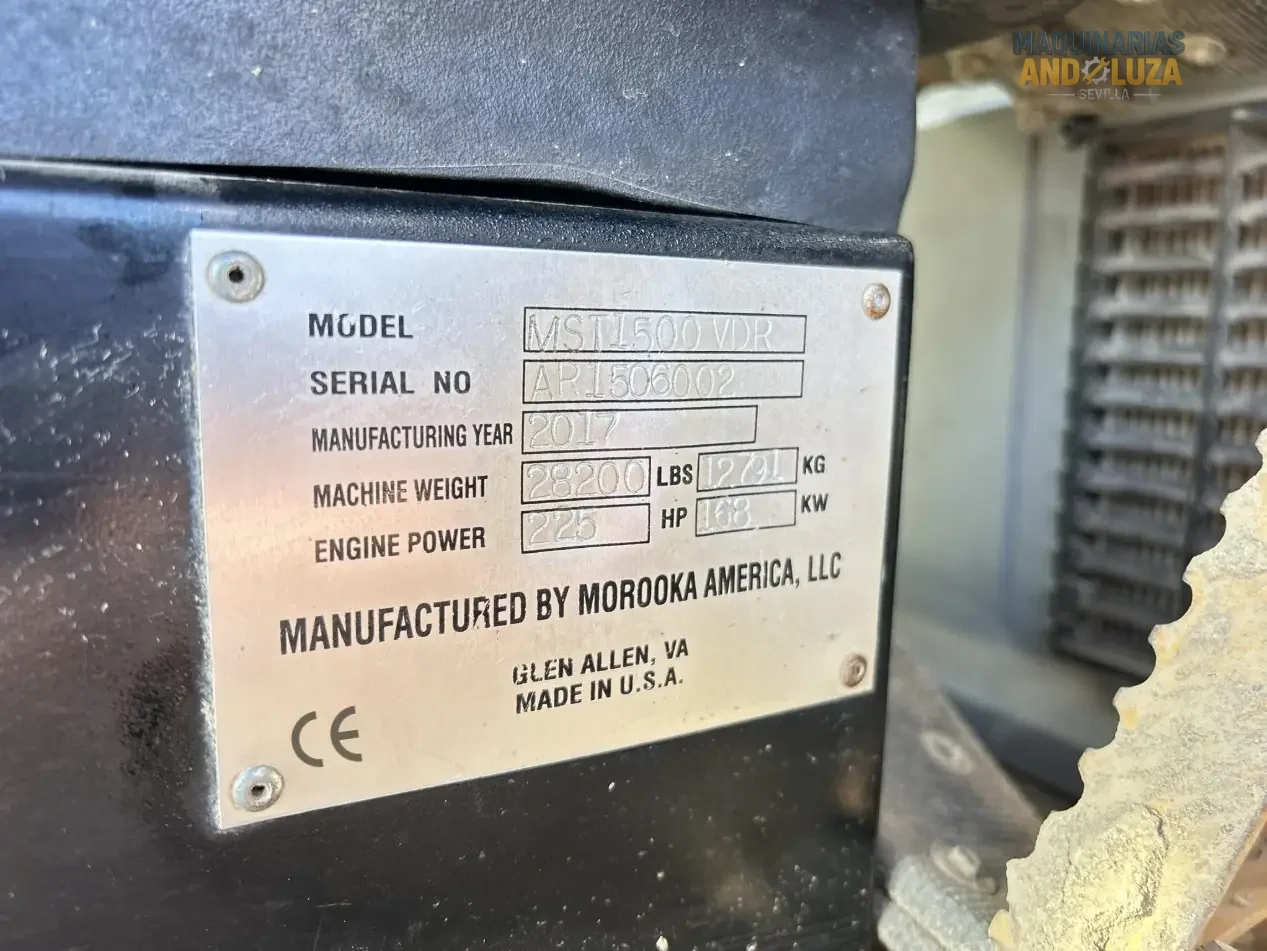 MAQUINARIAS
ANDALUZA
SEVILLA
MODEL MST1500 VDR
SERIAL NO AR1506002
MANUFACTURING YEAR 2017
MACHINE WEIGHT 28200 LBS 12791 KG
ENGINE POWER 225 HP 168 KW
MANUFACTURED BY MOROOKA AMERICA, LLC
GLEN ALLEN, VA
MADE IN U.S.A.
CE